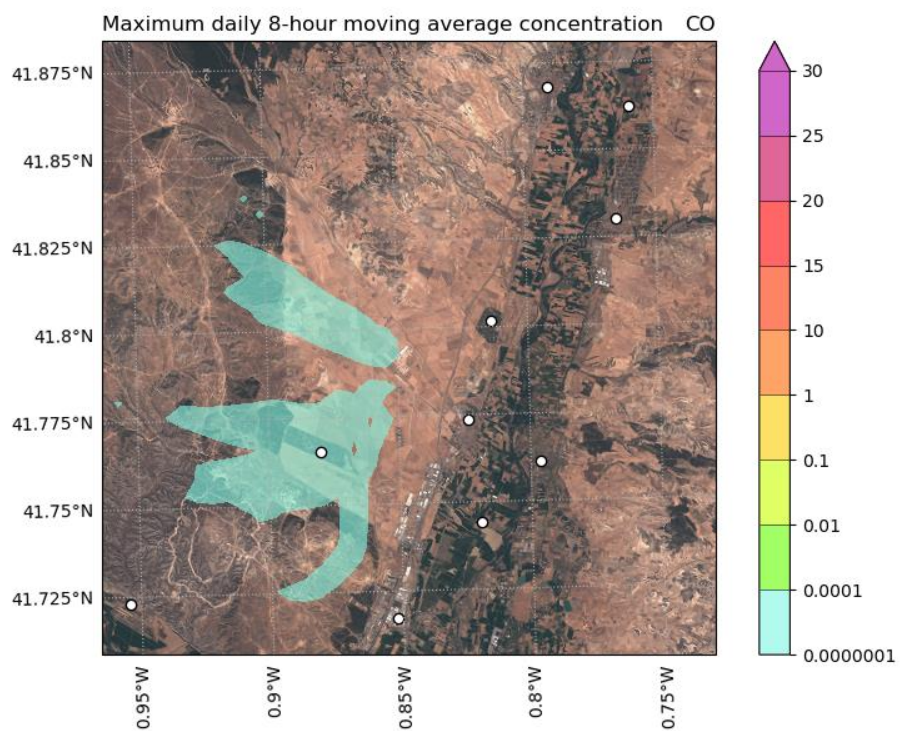 Maximum daily 8-hour moving average concentration CO
41.875°N
41.85°N
41.825°N
41.8°N
41.775°N
41.75°N
41.725°N
0.95°W
0.9°W
0.85°W
0.8°W
0.75°W
30
25
20
15
10
1
0.1
0.01
0.0001
0.0000001